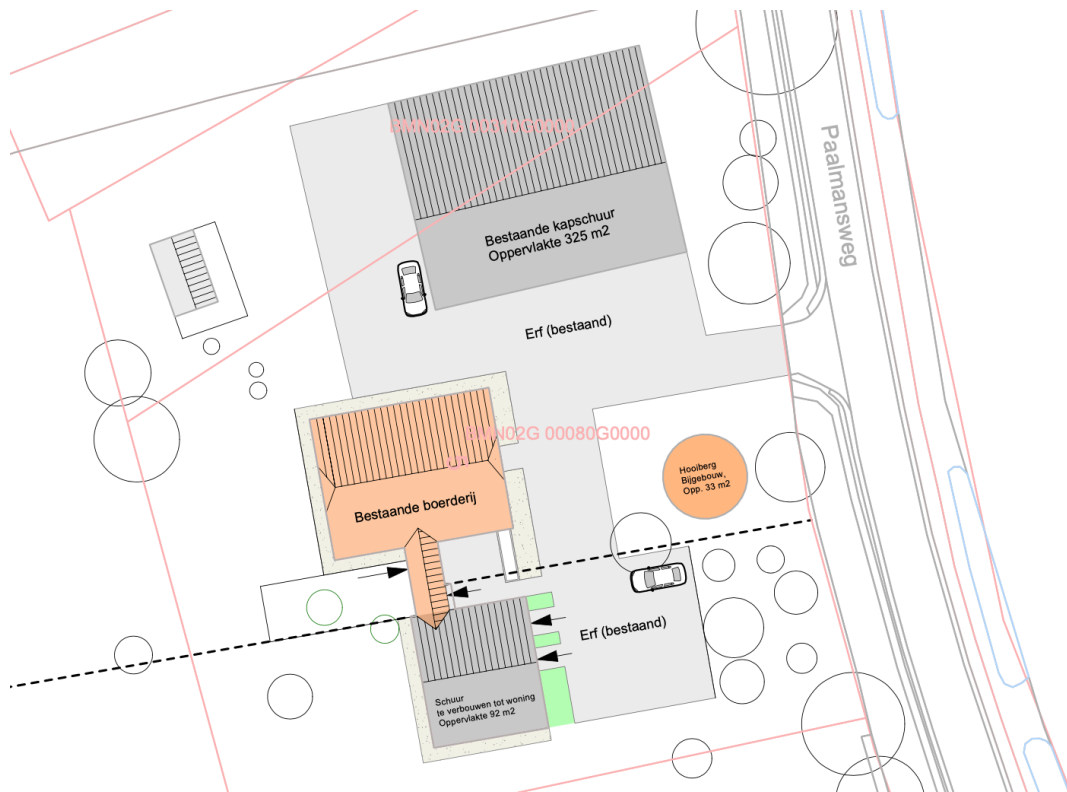 Paalmansweg
Bestaande kapschuur
Oppervlakte 325 m2
Erf (bestaand)
00080G0000
Hooiberg
Bijgebouw,
Opp. 33 m2
Bestaande boerderij
Erf (bestaand)
Schuur
te verbouwen tot woning
Oppervlakte 92 m2